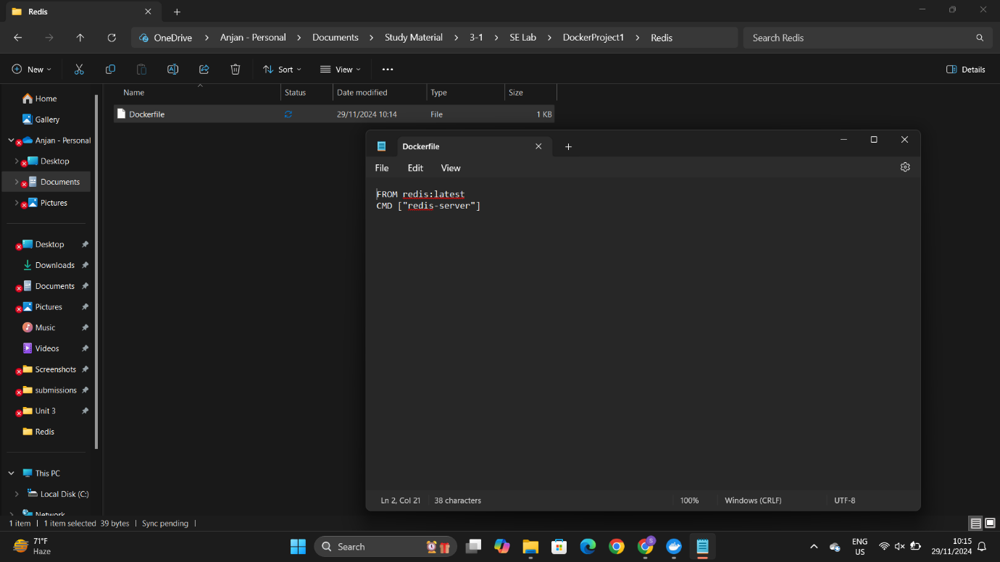 Redis
OneDrive > Anjan - Personal > Documents > Study Material > 3-1 > SE Lab > DockerProject1 > Redis
Search Redis
New
Sort
View
Details
Name Status Date modified Type Size
Dockerfile 29/11/2024 10:14 File 1 KB
Home
Gallery
Anjan - Personal
Desktop
Documents
Pictures
Desktop
Downloads
Documents
Pictures
Music
Videos
Screenshots
submissions
Unit 3
Redis
This PC
Local Disk (C:)
Network
1 item | 1 item selected 39 bytes | Sync pending |
Dockerfile
File Edit View
FROM redis:latest
CMD ["redis-server"]
Ln 2, Col 21 38 characters 100% Windows (CRLF) UTF-8
71°F
Haze
Search
S
ENG
US
10:15
29/11/2024